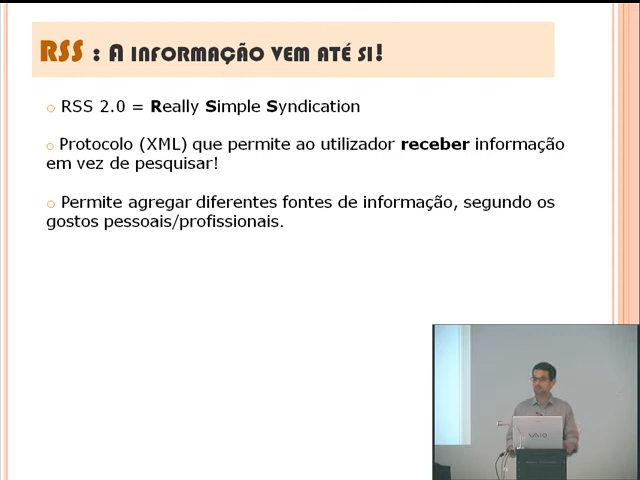 RSS : A INFORMAÇÃO VEM ATÉ SI!
RSS 2.0 = Really Simple Syndication
Protocolo (XML) que permite ao utilizador receber informação
em vez de pesquisar!
Permite agregar diferentes fontes de informação, segundo os
gostos pessoais/profissionais.
VAIO